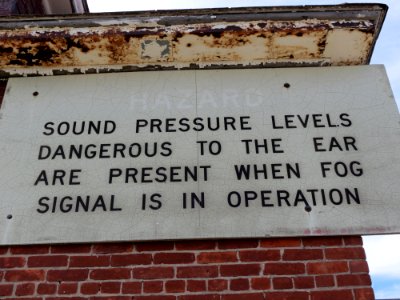 HAZARD
SOUND PRESSURE LEVELS
DANGEROUS TO THE EAR
ARE PRESENT WHEN FOG
SIGNAL IS IN OPERATION